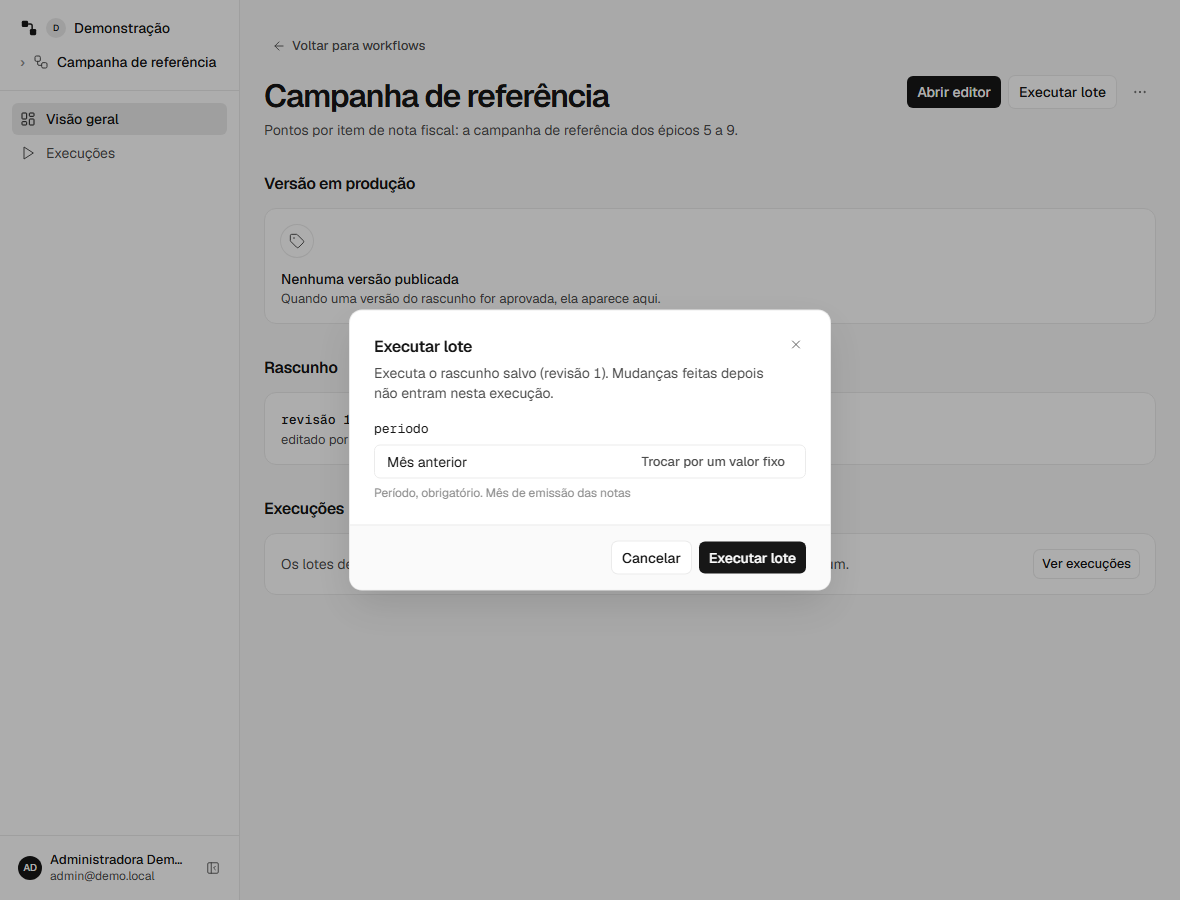 D Demonstração
Campanha de referência
Visão geral
Execuções
Voltar para workflows
Campanha de referência
Abrir editor
Executar lote
Pontos por item de nota fiscal: a campanha de referência dos épicos 5 a 9.
Versão em produção
Nenhuma versão publicada
Quando uma versão do rascunho for aprovada, ela aparece aqui.
Rascunho
revisão 1
editado por
Execuções
Os lotes de
um.
Ver execuções
Executar lote
Executa o rascunho salvo (revisão 1). Mudanças feitas depois
não entram nesta execução.
periodo
Mês anterior
Trocar por um valor fixo
Período, obrigatório. Mês de emissão das notas
Cancelar
Executar lote
AD
Administradora Dem...
admin@demo.local